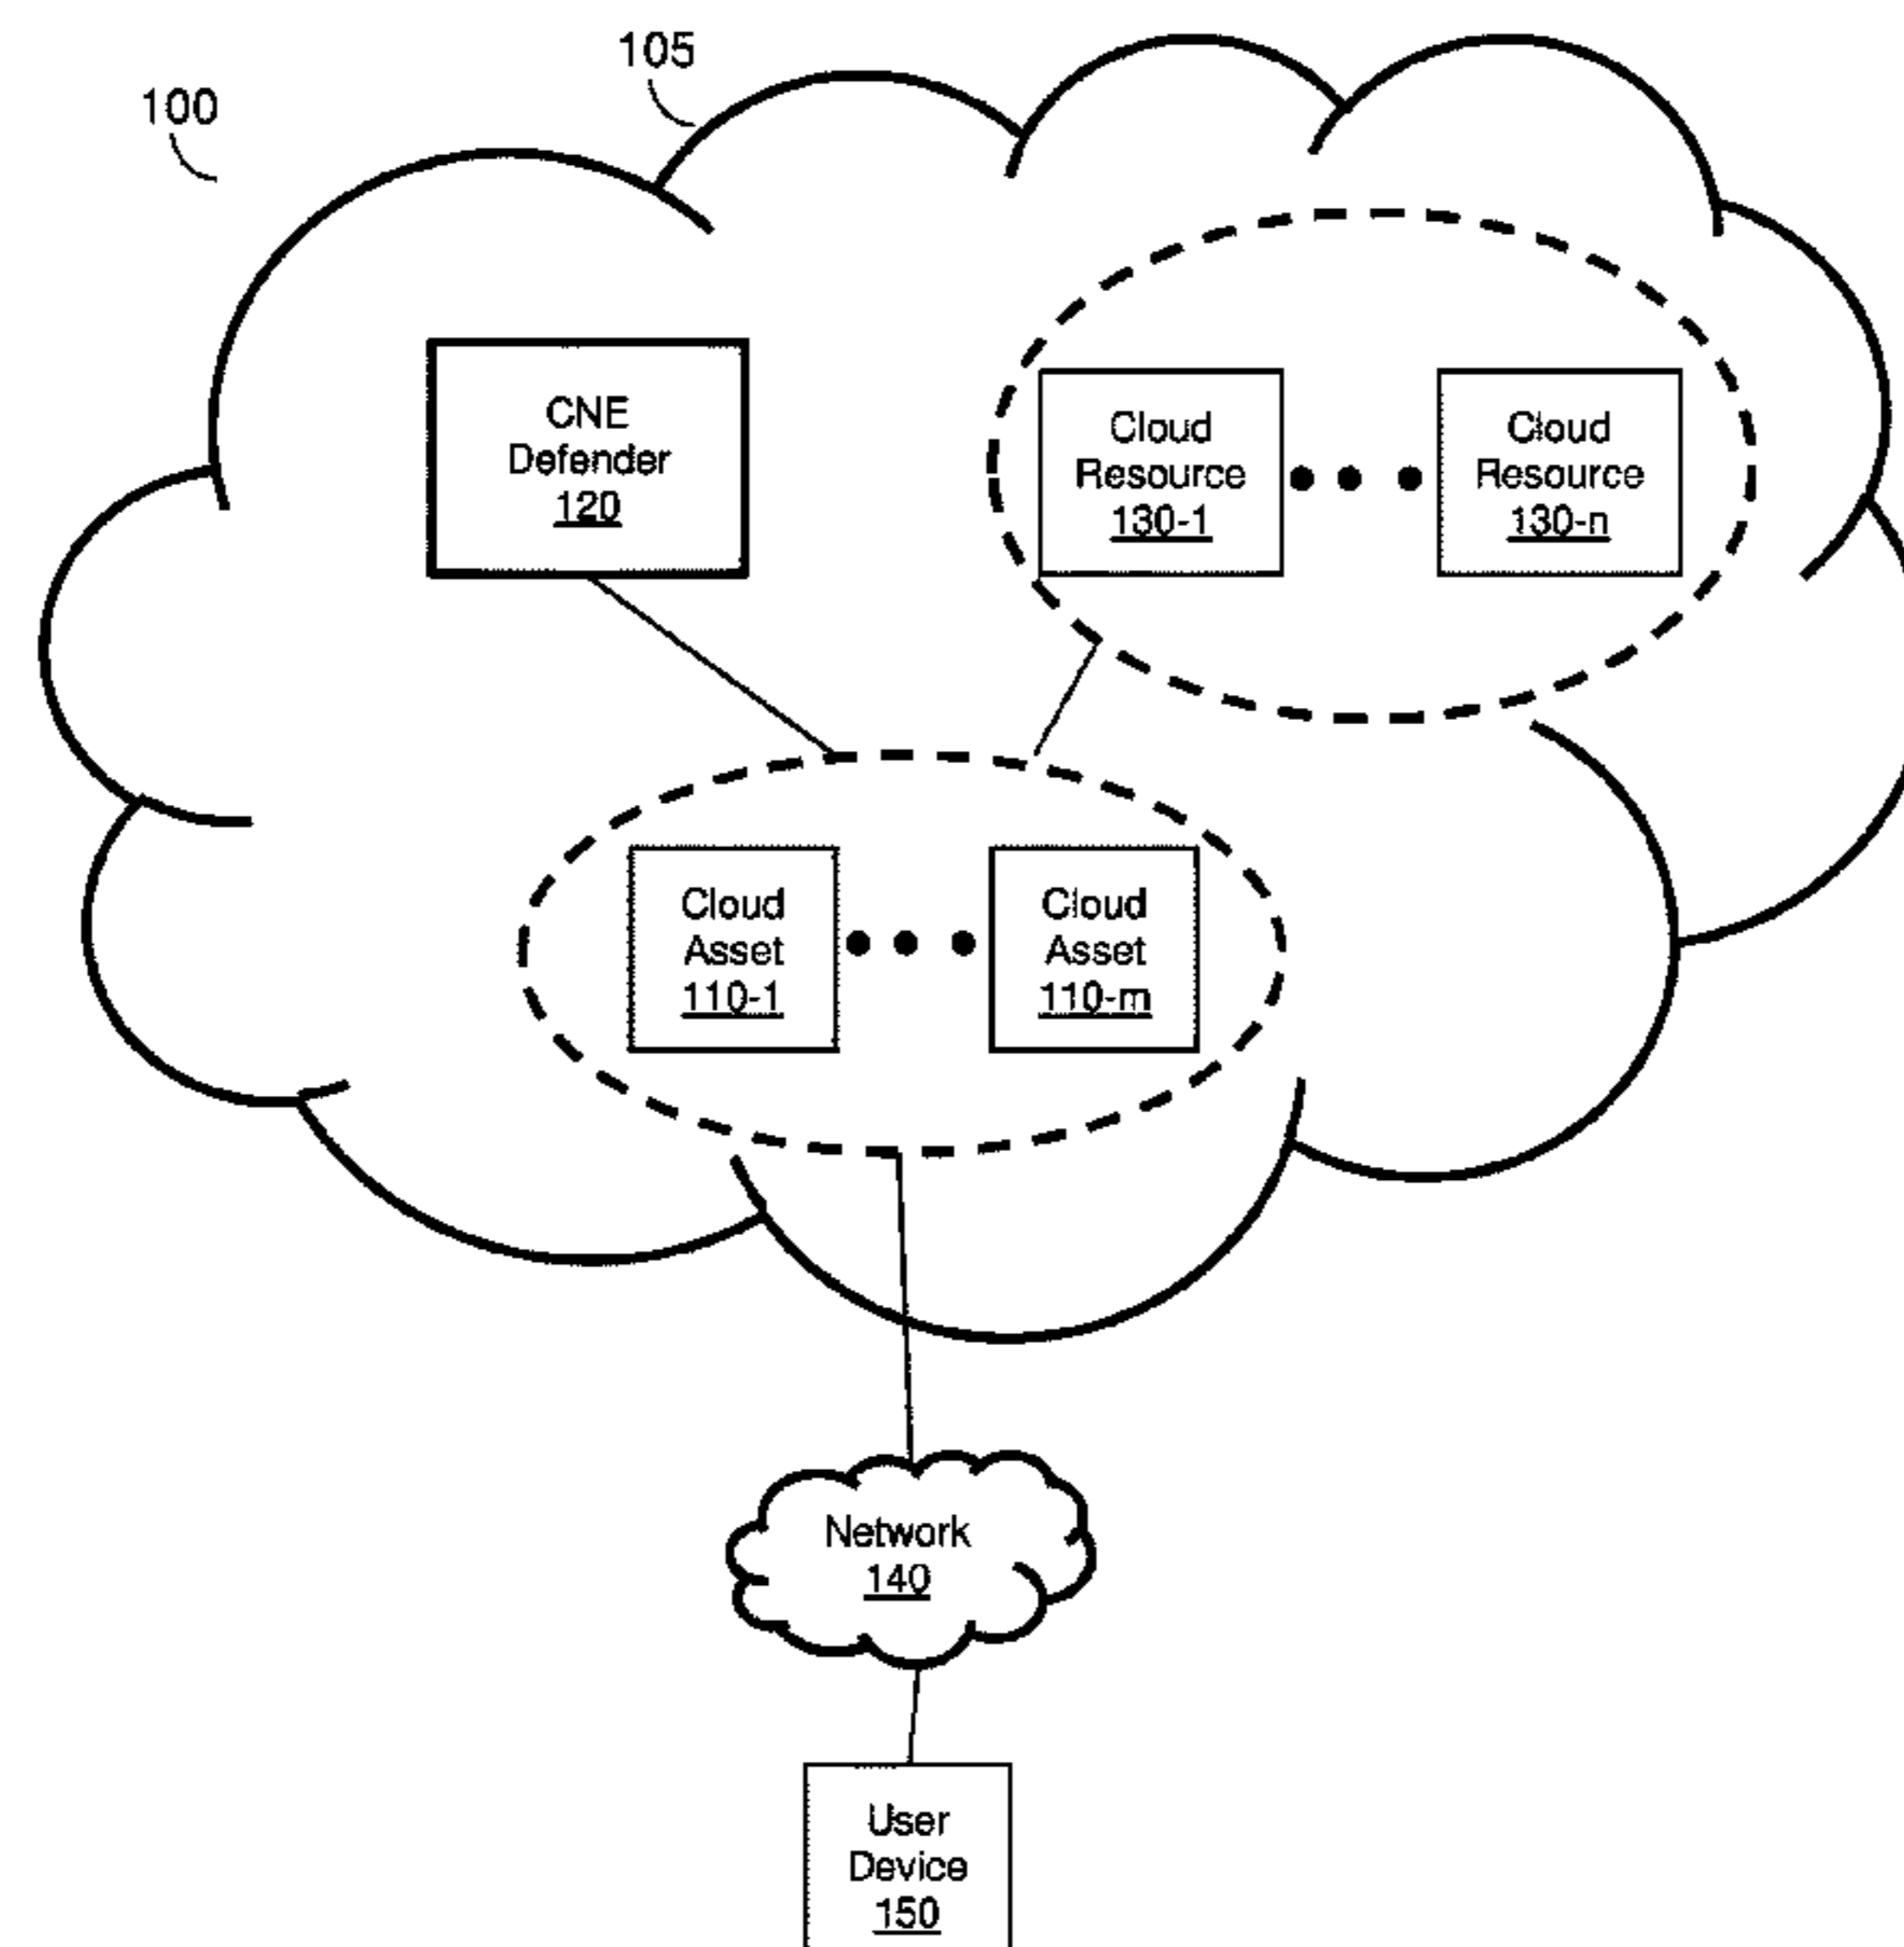 105
100
CNE
Defender
120
Cloud
Resource
130-1
Cloud
Resource
130-n
Cloud
Asset
110-1
Cloud
Asset
110-m
Network
140
User
Device
150